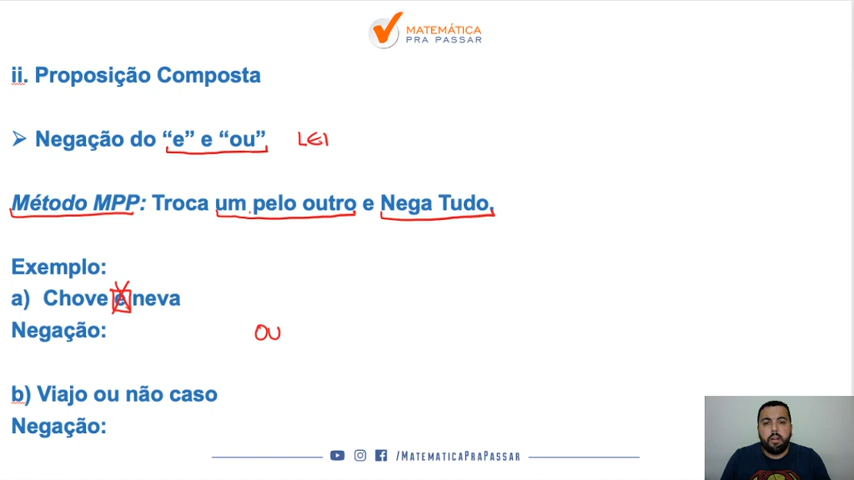 MATEMÁTICA
PRA PASSAR
ii. Proposição Composta
➤ Negação do “e” e “ou” LEI
Método MPP: Troca um pelo outro e Nega Tudo.
Exemplo:
a) Chove e neva
Negação: OU
b) Viajo ou não caso
Negação:
/MatematicaPraPassar